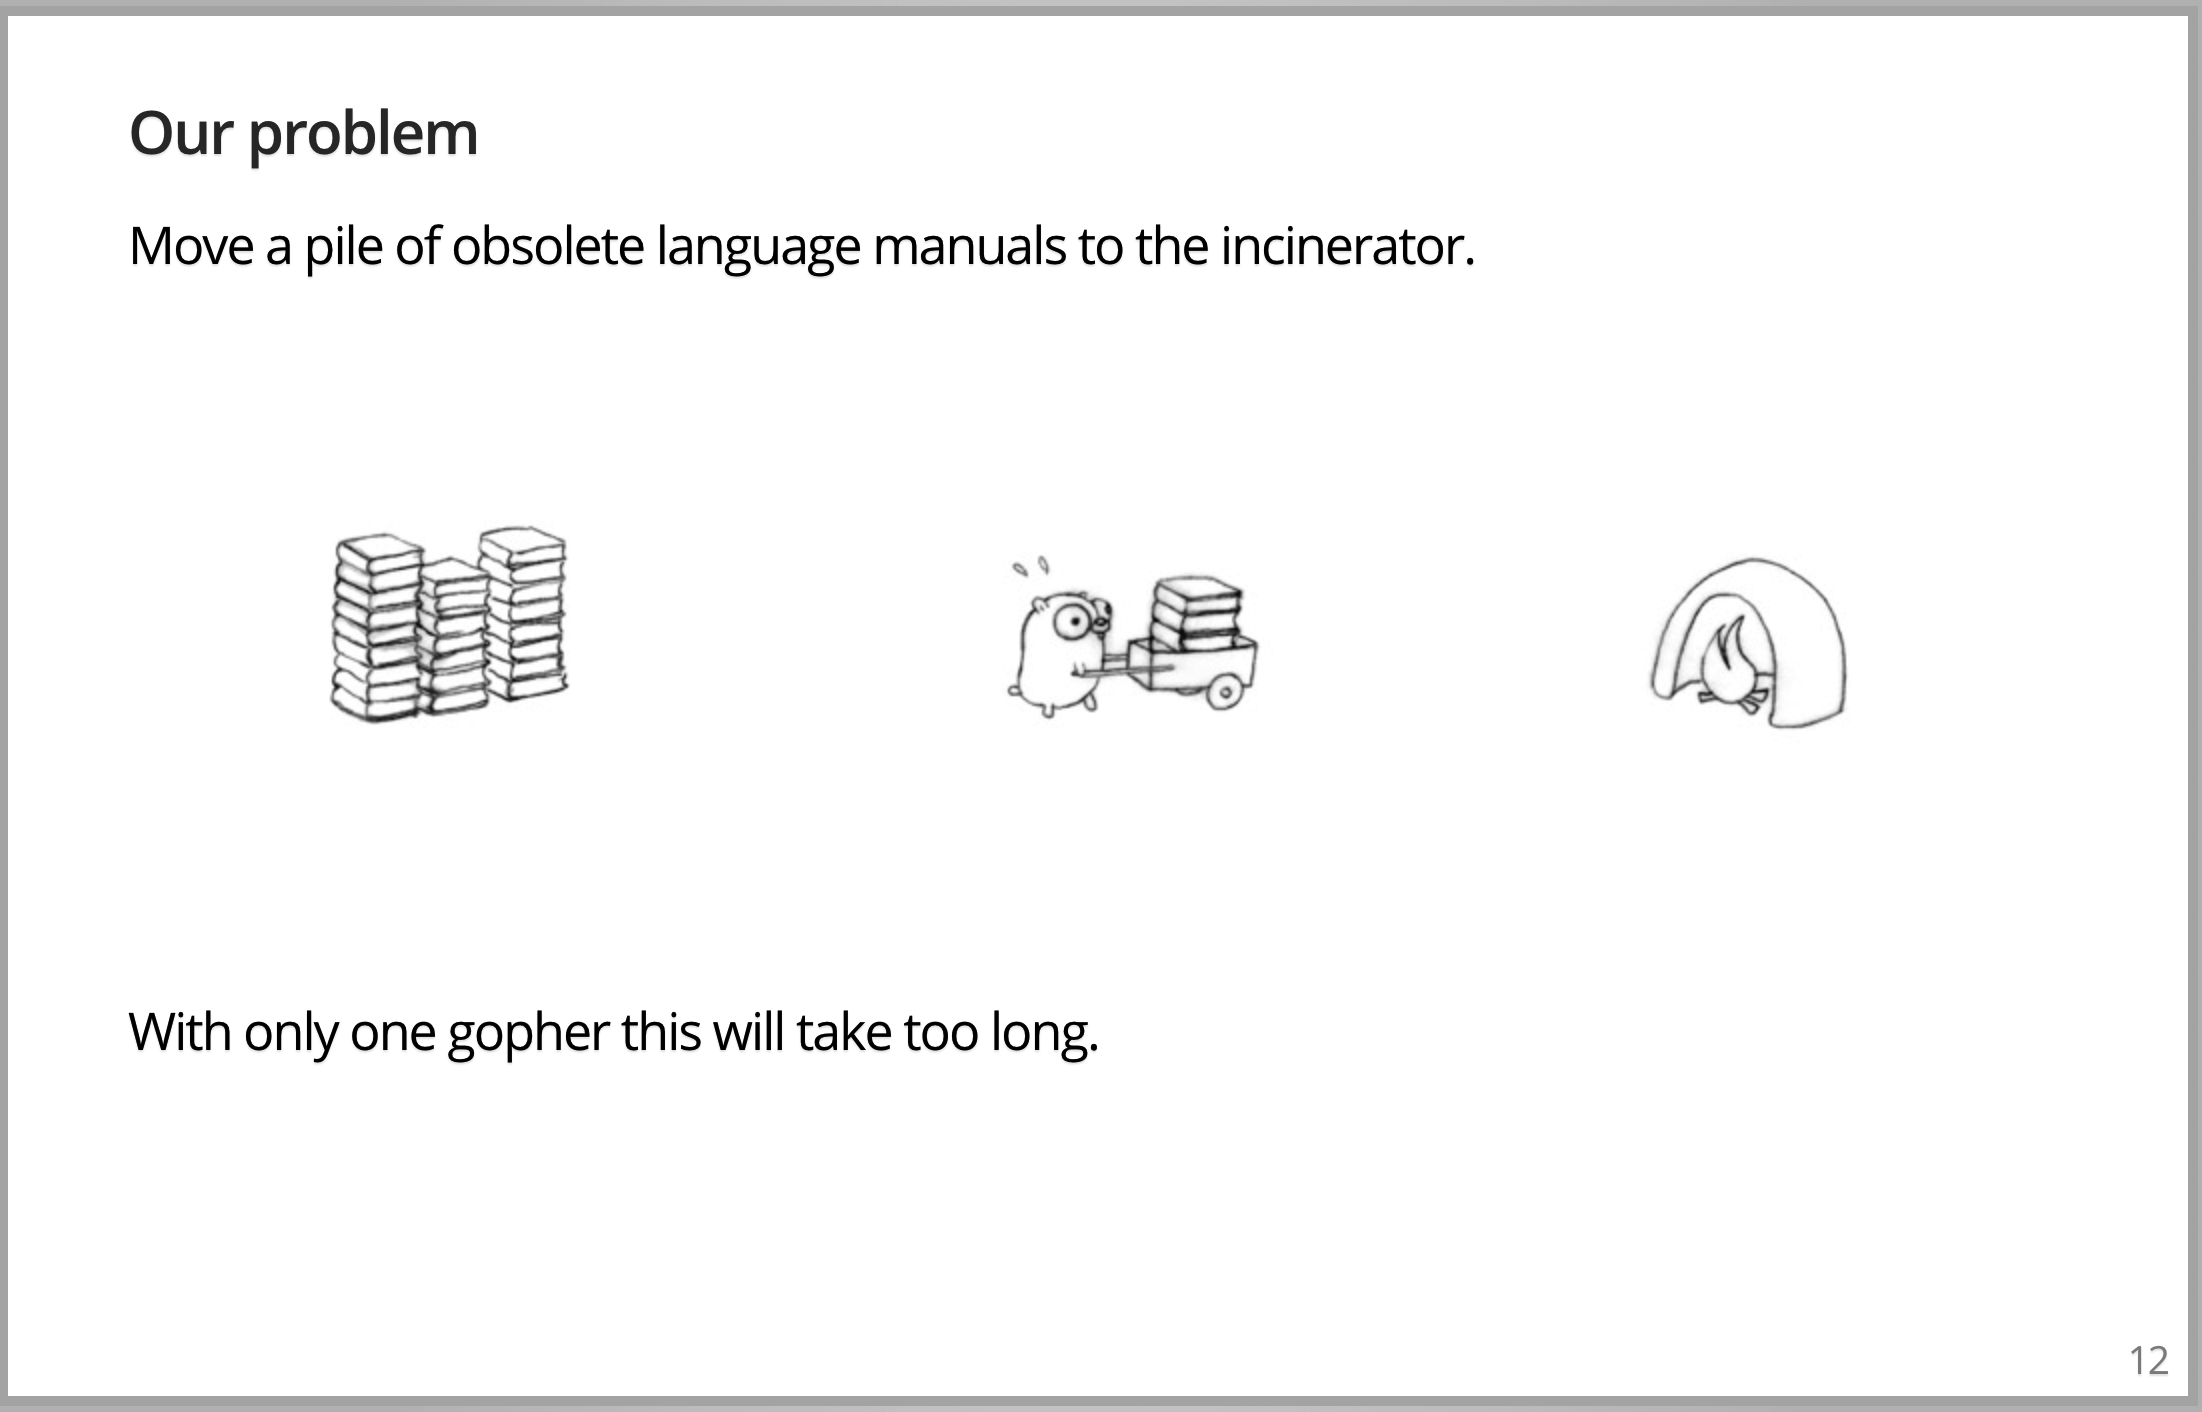 Our problem
Move a pile of obsolete language manuals to the incinerator.
With only one gopher this will take too long.
12